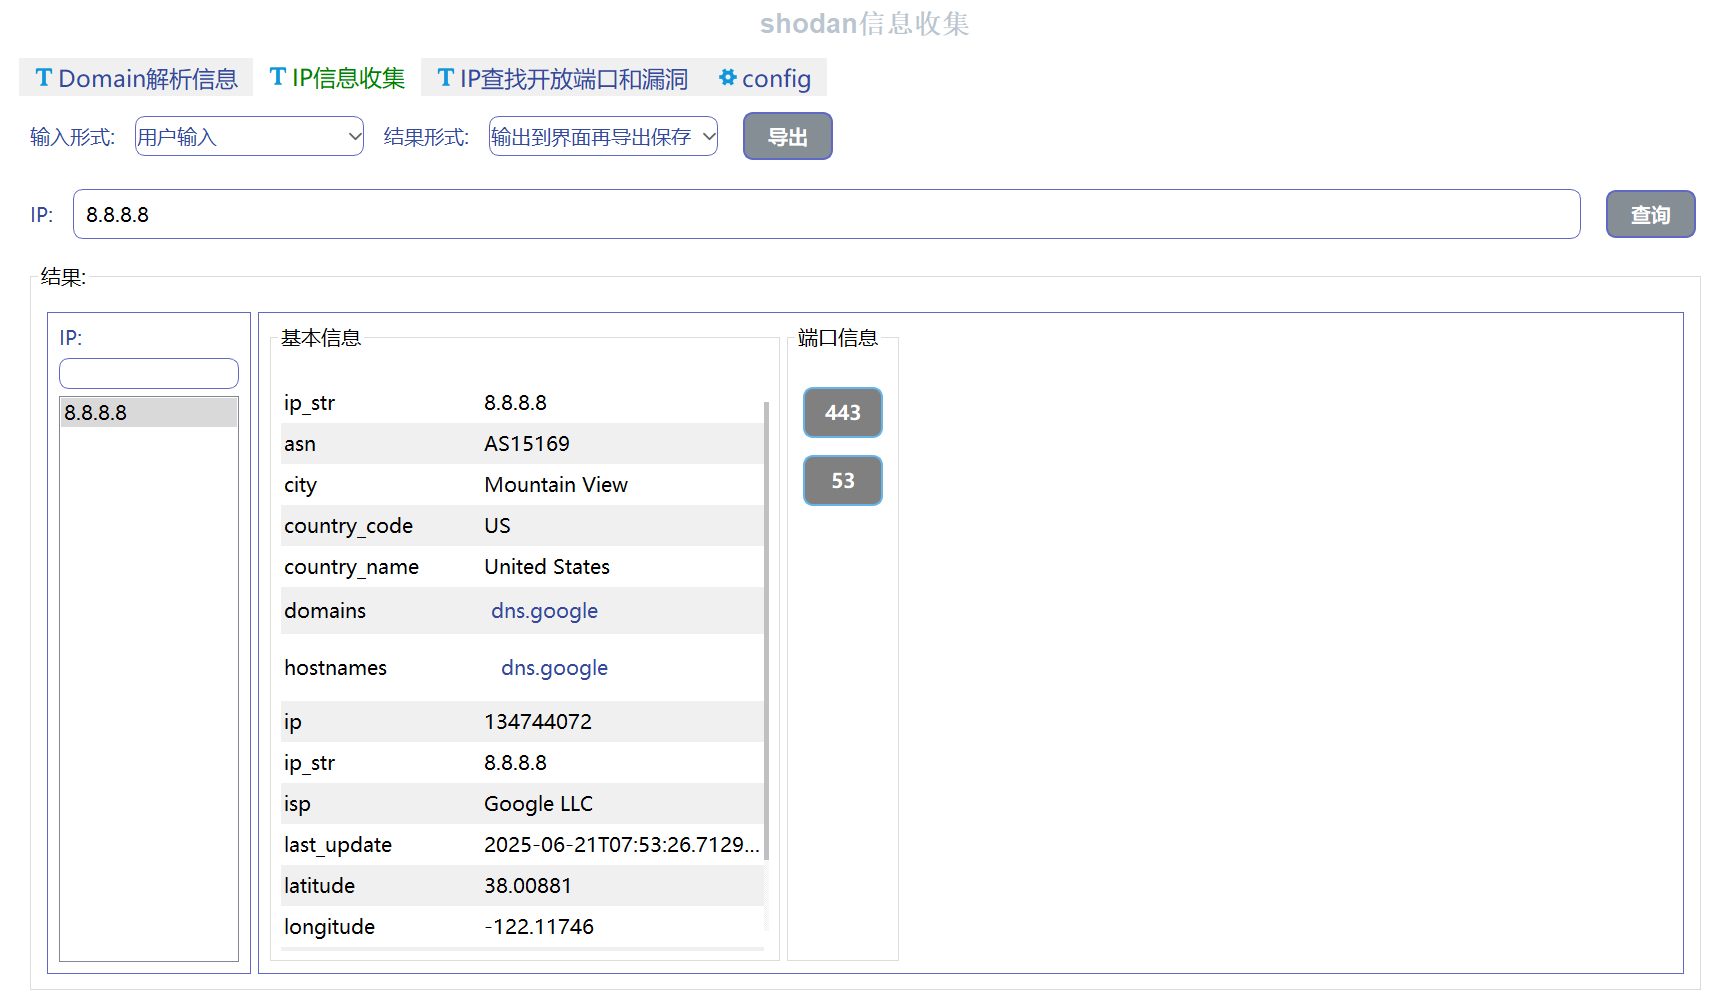 shodan信息收集
Domain解析信息 IP信息收集 IP查找开放端口和漏洞 config
输入形式: 用户输入 结果形式: 输出到界面再导出保存 导出
IP: 8.8.8.8 查询
结果:
IP:
8.8.8.8
基本信息
ip_str 8.8.8.8
asn AS15169
city Mountain View
country_code US
country_name United States
domains dns.google
hostnames dns.google
ip 134744072
ip_str 8.8.8.8
isp Google LLC
last_update 2025-06-21T07:53:26.7129...
latitude 38.00881
longitude -122.11746
端口信息
443
53